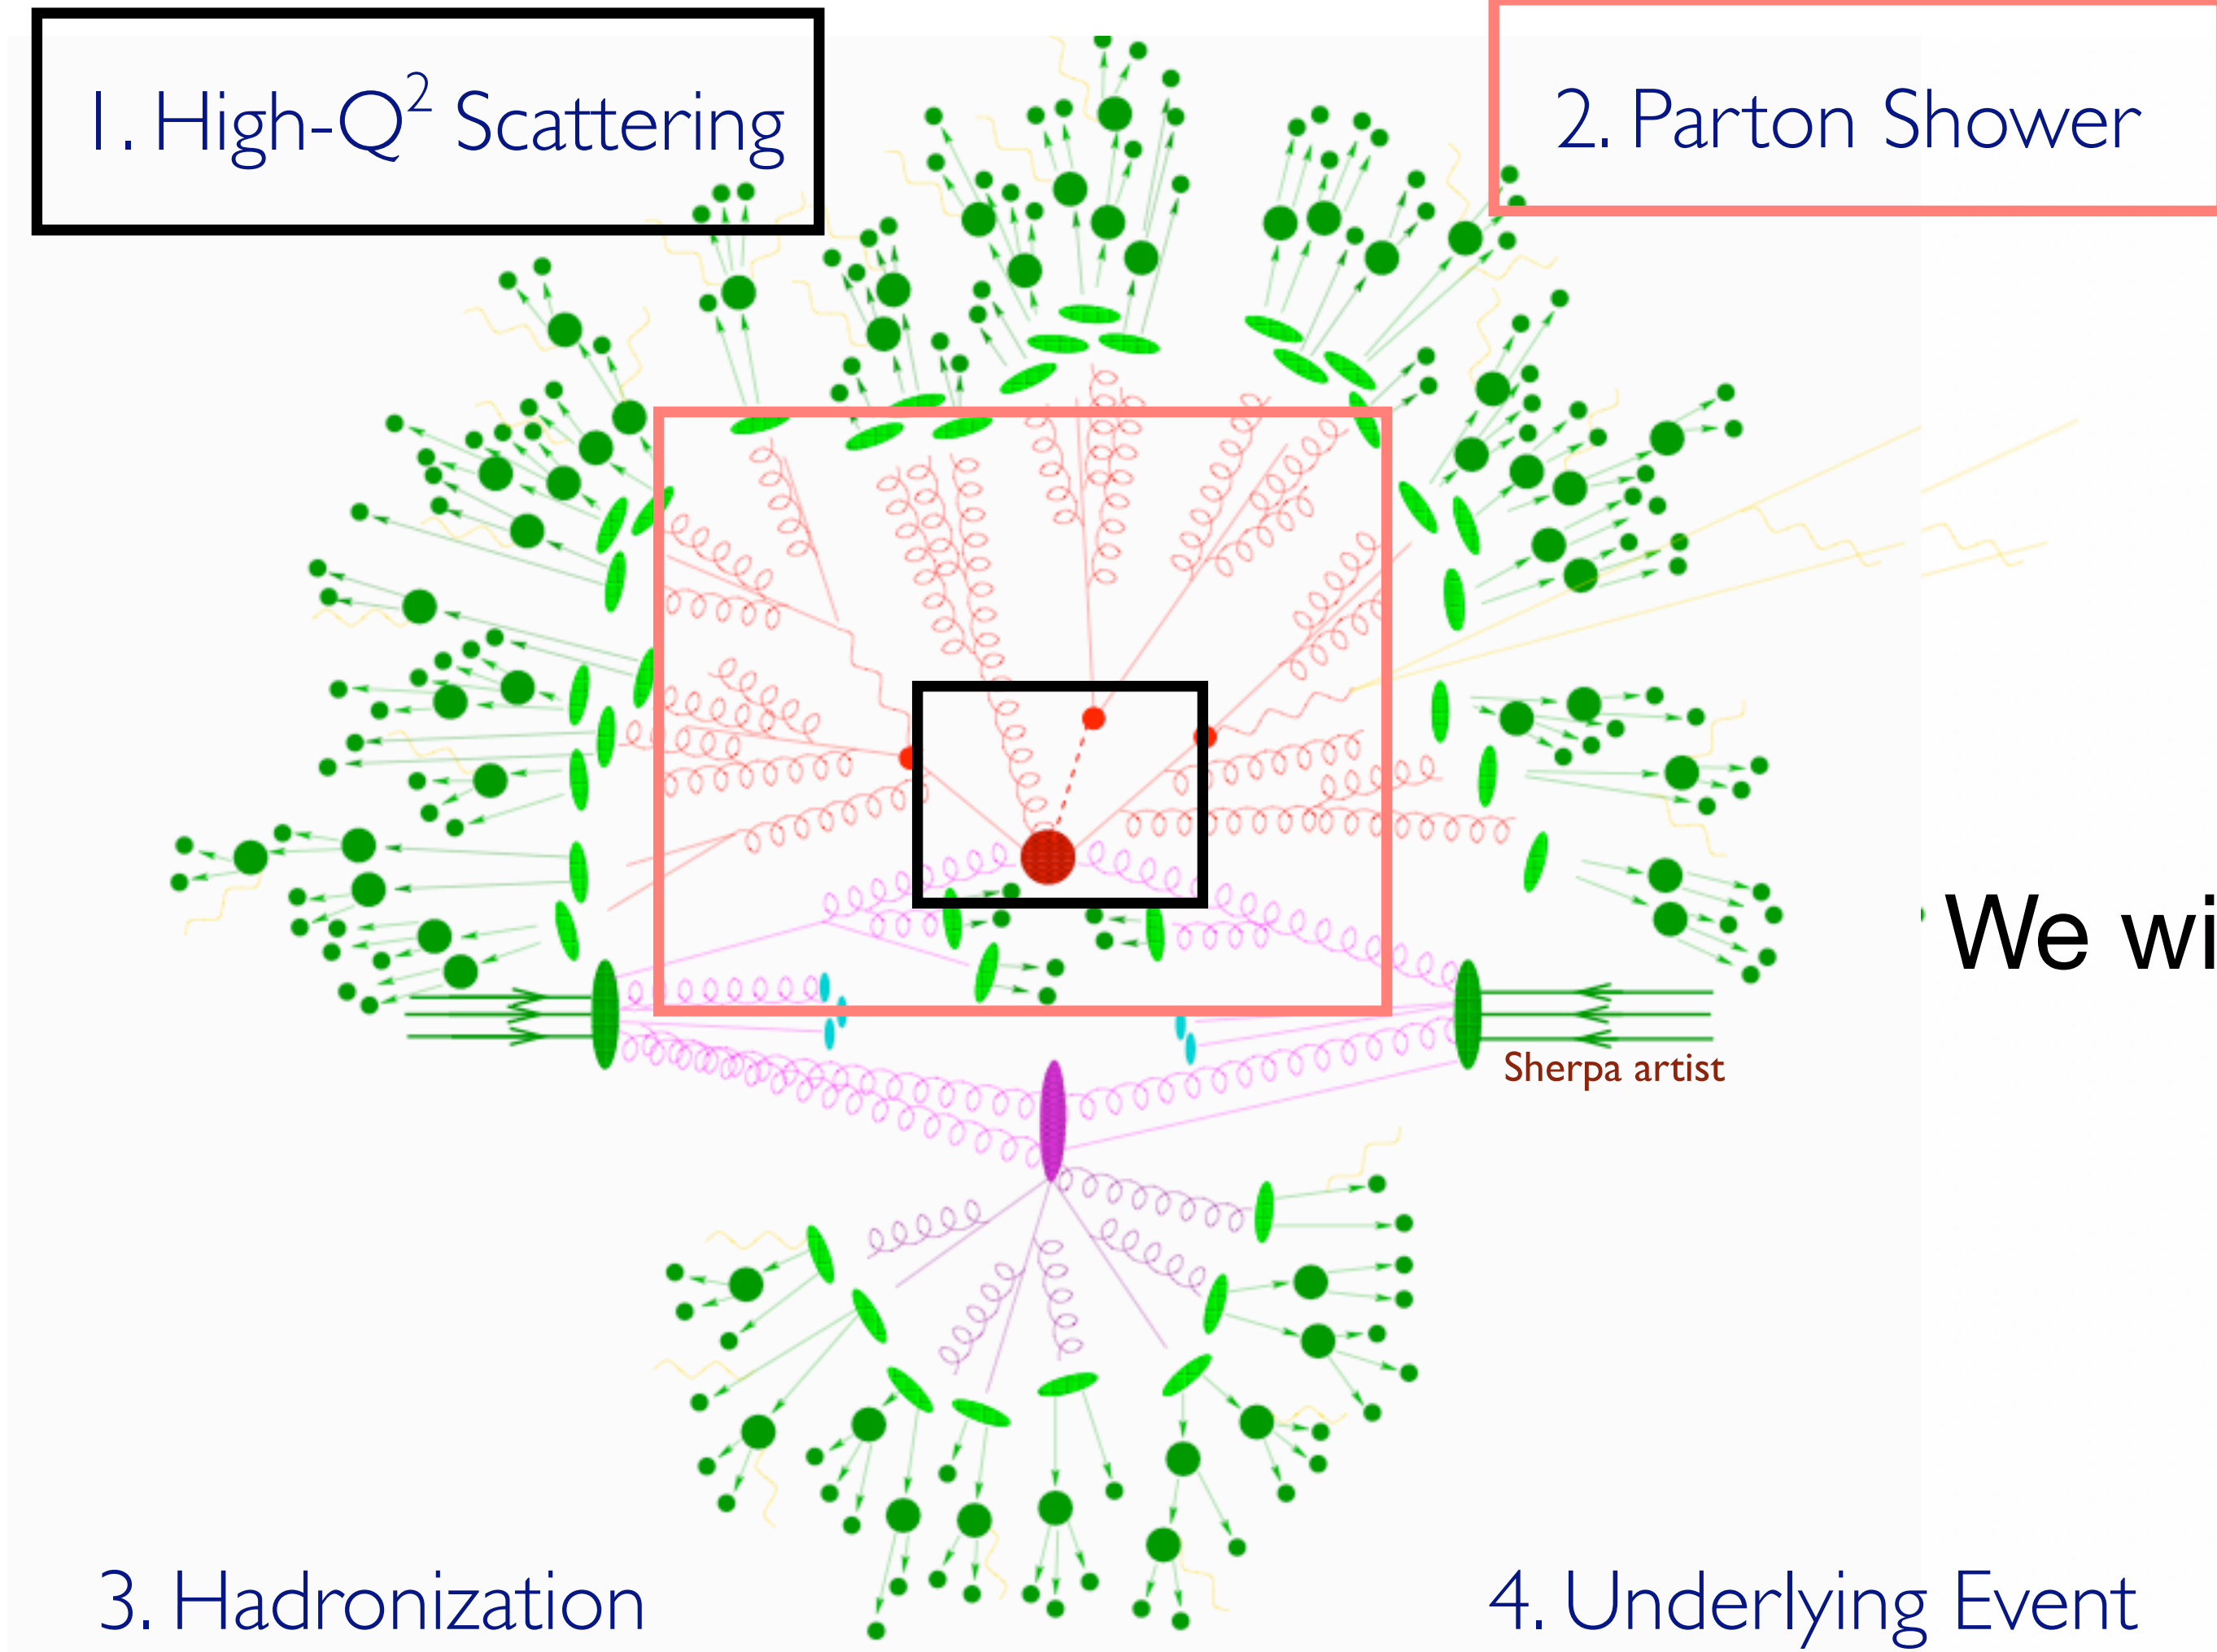 1. High-Q² Scattering
2. Parton Shower
We wi
Sherpa artist
3. Hadronization
4. Underlying Event